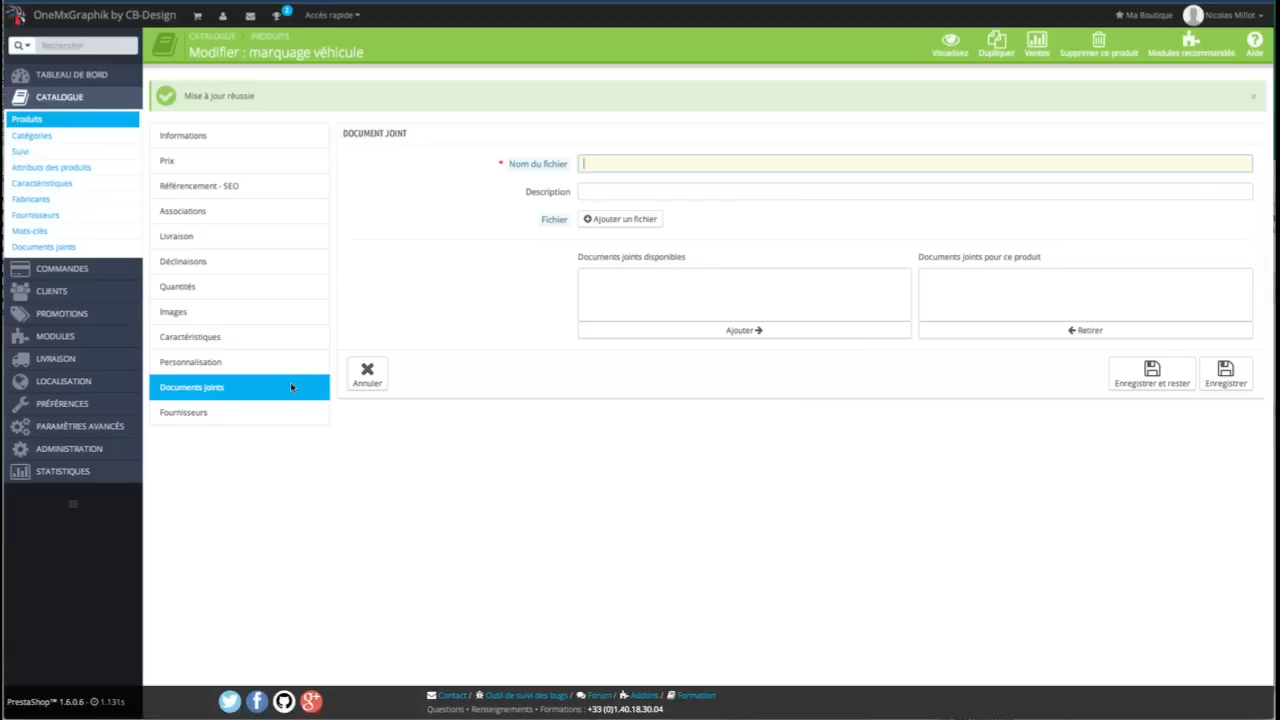 OneMxGraphik by CB-Design
2
Accès rapide
Ma Boutique
Nicolas Millot
Rechercher
CATALOGUE
PRODUITS
Modifier : marquage véhicule
Visualisez
Dupliquer
Ventes
Supprimer ce produit
Modules recommandés
Aide
TABLEAU DE BORD
CATALOGUE
Produits
Catégories
Suivi
Attributs des produits
Caractéristiques
Fabricants
Fournisseurs
Mots-clés
Documents joints
COMMANDES
CLIENTS
PROMOTIONS
MODULES
LIVRAISON
LOCALISATION
PRÉFÉRENCES
PARAMÈTRES AVANCÉS
ADMINISTRATION
STATISTIQUES
Mise à jour réussie
×
Informations
Prix
Référencement - SEO
Associations
Livraison
Déclinaisons
Quantités
Images
Caractéristiques
Personnalisation
Documents joints
Fournisseurs
DOCUMENT JOINT
* Nom du fichier
Description
Fichier
Ajouter un fichier
Documents joints disponibles
Documents joints pour ce produit
Ajouter
Retirer
Annuler
Enregistrer et rester
Enregistrer
PrestaShop™ 1.6.0.6 - 1.131s
Contact / Outil de suivi des bugs / Forum / Addons / Formation
Questions • Renseignements • Formations : +33 (0)1.40.18.30.04